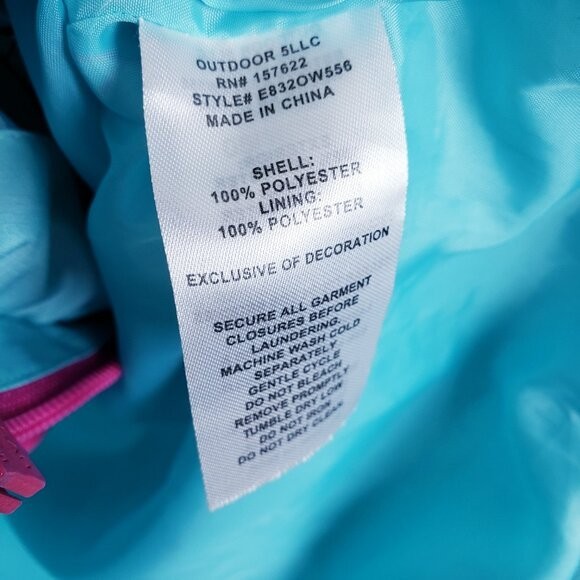 OUTDOOR 5LLC
RN# 157622
STYLE# E832OW556
MADE IN CHINA
SHELL:
100% POLYESTER
LINING:
100% POLYESTER
EXCLUSIVE OF DECORATION
SECURE ALL GARMENT
CLOSURES BEFORE
LAUNDERING.
MACHINE WASH COLD
SEPARATELY
GENTLE CYCLE
DO NOT BLEACH
REMOVE PROMPTLY
TUMBLE DRY LOW
DO NOT IRON
DO NOT DRY CLEAN